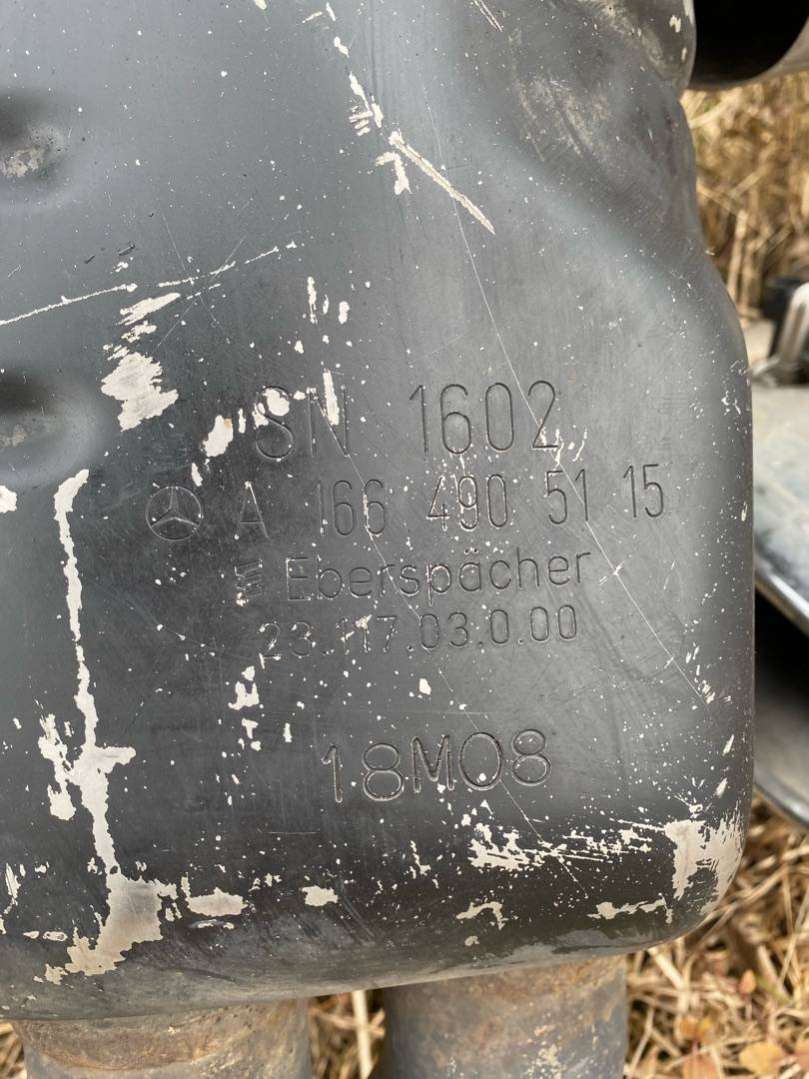 SN 1602
A 166 490 51 15
Eberspächer
23.117.03.0.00
18M08